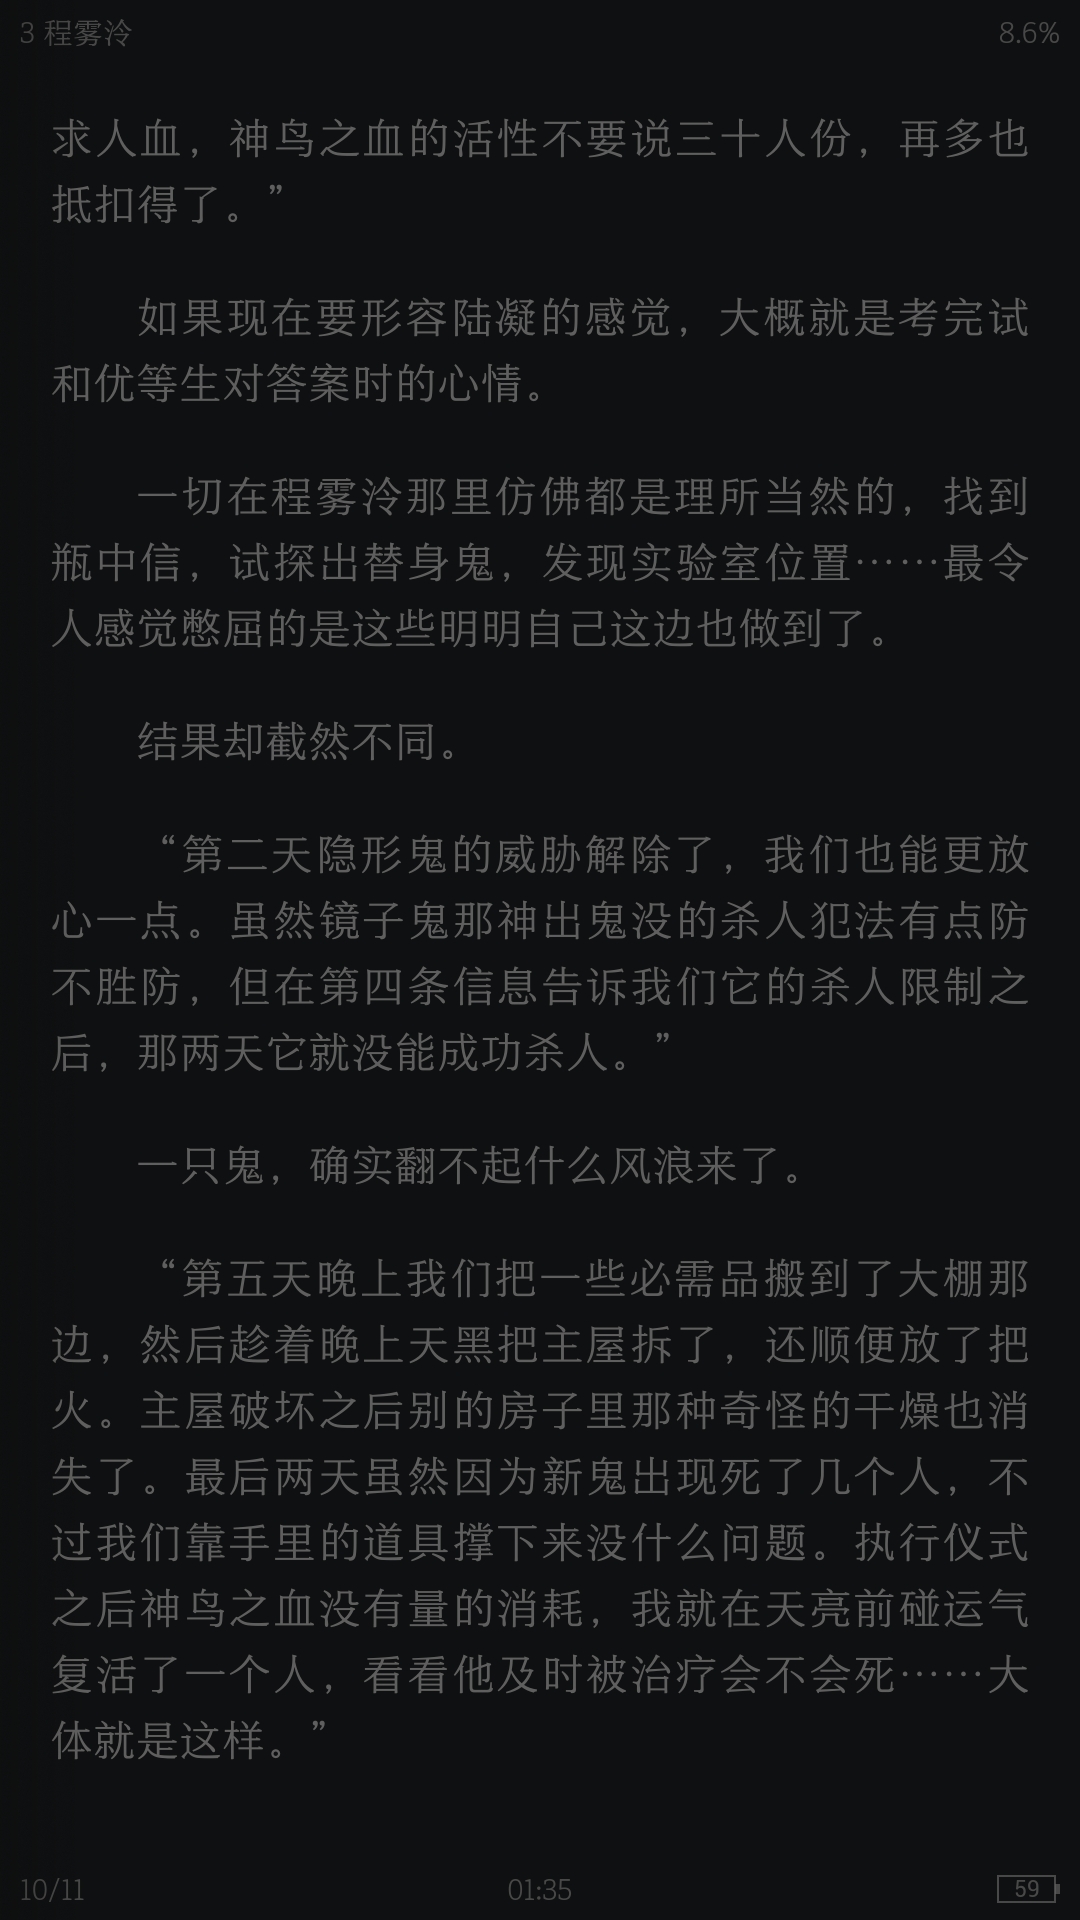 3 程雾泠
8.6%
求人血，神鸟之血的活性不要说三十人份，再多也
抵扣得了。”
如果现在要形容陆凝的感觉，大概就是考完试
和优等生对答案时的心情。
一切在程雾泠那里仿佛都是理所当然的，找到
瓶中信，试探出替身鬼，发现实验室位置……最令
人感觉憋屈的是这些明明自己这边也做到了。
结果却截然不同。
“第二天隐形鬼的威胁解除了，我们也能更放
心一点。虽然镜子鬼那神出鬼没的杀人犯法有点防
不胜防，但在第四条信息告诉我们它的杀人限制之
后，那两天它就没能成功杀人。”
一只鬼，确实翻不起什么风浪来了。
“第五天晚上我们把一些必需品搬到了大棚那
边，然后趁着晚上天黑把主屋拆了，还顺便放了把
火。主屋破坏之后别的房子里那种奇怪的干燥也消
失了。最后两天虽然因为新鬼出现死了几个人，不
过我们靠手里的道具撑下来没什么问题。执行仪式
之后神鸟之血没有量的消耗，我就在天亮前碰运气
复活了一个人，看看他及时被治疗会不会死……大
体就是这样。”
10/11
01:35
59